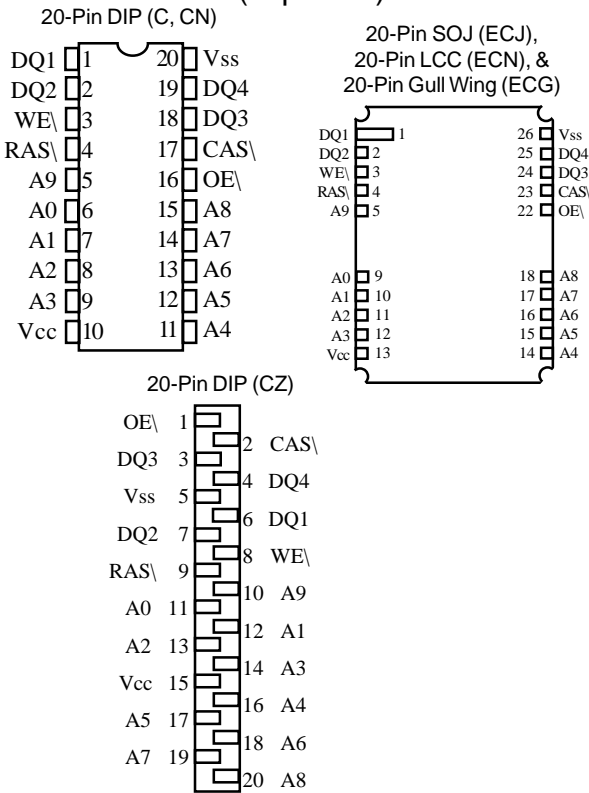 20-Pin DIP (C, CN)
DQ1 1 20 Vss
DQ2 2 19 DQ4
WE\ 3 18 DQ3
RAS\ 4 17 CAS\
A9 5 16 OE\
A0 6 15 A8
A1 7 14 A7
A2 8 13 A6
A3 9 12 A5
Vcc 10 11 A4
20-Pin SOJ (ECJ),
20-Pin LCC (ECN), &
20-Pin Gull Wing (ECG)
DQ1 1 26 Vss
DQ2 2 25 DQ4
WE\ 3 24 DQ3
RAS\ 4 23 CAS\
A9 5 22 OE\
A0 9 18 A8
A1 10 17 A7
A2 11 16 A6
A3 12 15 A5
Vcc 13 14 A4
20-Pin DIP (CZ)
OE\ 1
2 CAS\
DQ3 3
4 DQ4
Vss 5
6 DQ1
DQ2 7
8 WE\
RAS\ 9
10 A9
A0 11
12 A1
A2 13
14 A3
Vcc 15
16 A4
A5 17
18 A6
A7 19
20 A8